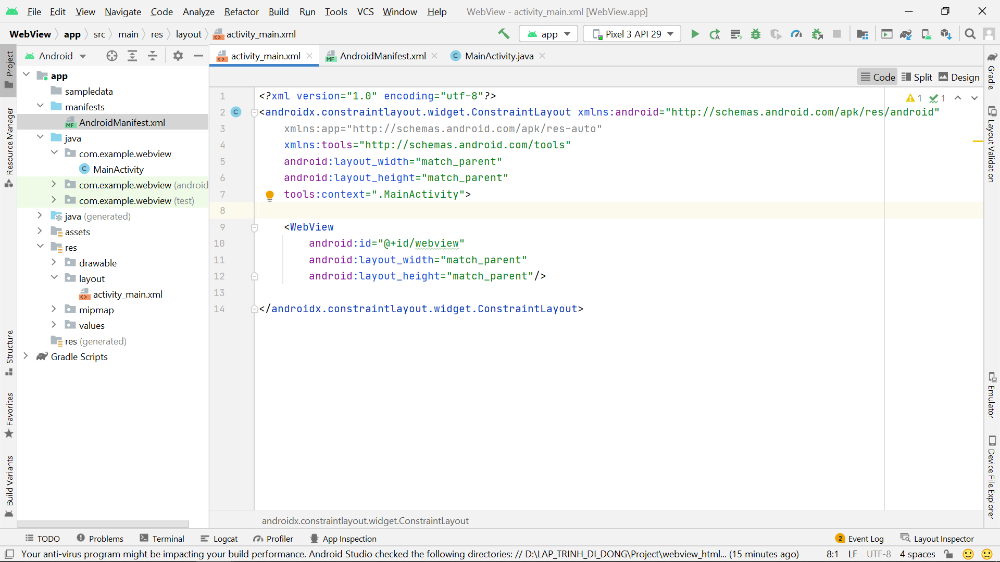 File Edit View Navigate Code Analyze Refactor Build Run Tools VCS Window Help WebView - activity_main.xml [WebView.app]
WebView app src main res layout activity_main.xml app Pixel 3 API 29
Android activity_main.xml AndroidManifest.xml MainActivity.java
Code Split Design
app
sampledata
manifests
AndroidManifest.xml
java
com.example.webview
MainActivity
com.example.webview (android
com.example.webview (test)
java (generated)
assets
res
drawable
layout
activity_main.xml
mipmap
values
res (generated)
Gradle Scripts
1 <?xml version="1.0" encoding="utf-8"?>
2 <androidx.constraintlayout.widget.ConstraintLayout xmlns:android="http://schemas.android.com/apk/res/android"
3 xmlns:app="http://schemas.android.com/apk/res-auto"
4 xmlns:tools="http://schemas.android.com/tools"
5 android:layout_width="match_parent"
6 android:layout_height="match_parent"
7 tools:context=".MainActivity">
8
9 <WebView
10 android:id="@+id/webview"
11 android:layout_width="match_parent"
12 android:layout_height="match_parent"/>
13
14 </androidx.constraintlayout.widget.ConstraintLayout>
1 1
androidx.constraintlayout.widget.ConstraintLayout
Project
Resource Manager
Structure
Favorites
Build Variants
Gradle
Layout Validation
Emulator
Device File Explorer
TODO Problems Terminal Logcat Profiler App Inspection 2 Event Log Layout Inspector
Your anti-virus program might be impacting your build performance. Android Studio checked the following directories: // D:\LAP_TRINH_DI_DONG\Project\webview_html... (15 minutes ago) 8:1 LF UTF-8 4 spaces